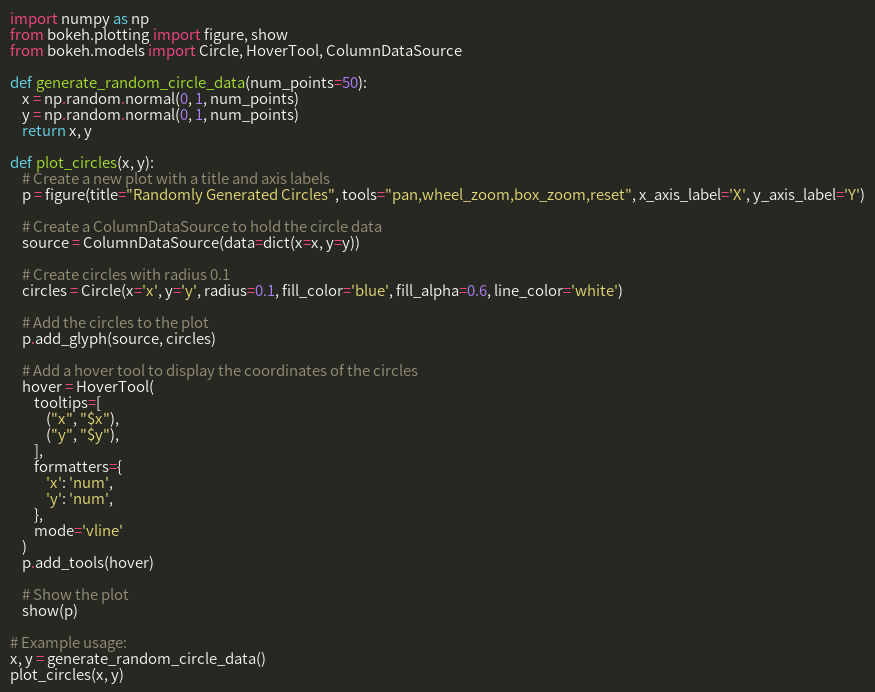 import numpy as np
from bokeh.plotting import figure, show
from bokeh.models import Circle, HoverTool, ColumnDataSource

def generate_random_circle_data(num_points=50):
    x = np.random.normal(0, 1, num_points)
    y = np.random.normal(0, 1, num_points)
    return x, y

def plot_circles(x, y):
    # Create a new plot with a title and axis labels
    p = figure(title="Randomly Generated Circles", tools="pan,wheel_zoom,box_zoom,reset", x_axis_label='X', y_axis_label='Y')

    # Create a ColumnDataSource to hold the circle data
    source = ColumnDataSource(data=dict(x=x, y=y))

    # Create circles with radius 0.1
    circles = Circle(x='x', y='y', radius=0.1, fill_color='blue', fill_alpha=0.6, line_color='white')

    # Add the circles to the plot
    p.add_glyph(source, circles)

    # Add a hover tool to display the coordinates of the circles
    hover = HoverTool(
        tooltips=[
            ("x", "$x"),
            ("y", "$y"),
        ],
        formatters={
            'x': 'num',
            'y': 'num',
        },
        mode='vline'
    )
    p.add_tools(hover)

    # Show the plot
    show(p)

# Example usage:
x, y = generate_random_circle_data()
plot_circles(x, y)